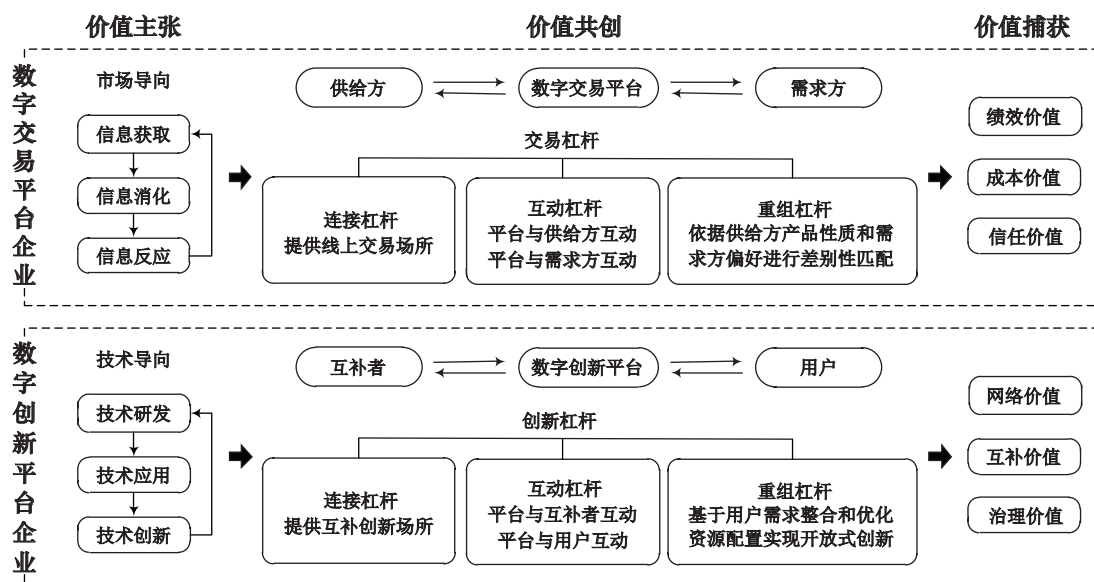 价值主张
价值共创
价值捕获
数字交易平台企业
市场导向
信息获取
信息消化
信息反应
供给方
数字交易平台
需求方
交易杠杆
连接杠杆
提供线上交易场所
互动杠杆
平台与供给方互动
平台与需求方互动
重组杠杆
依据供给方产品性质和需
求方偏好进行差别性匹配
绩效价值
成本价值
信任价值
数字创新平台企业
技术导向
技术研发
技术应用
技术创新
互补者
数字创新平台
用户
创新杠杆
连接杠杆
提供互补创新场所
互动杠杆
平台与互补者互动
平台与用户互动
重组杠杆
基于用户需求整合和优化
资源配置实现开放式创新
网络价值
互补价值
治理价值